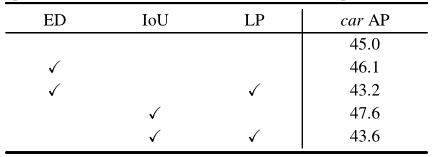 ED IoU LP car AP
45.0
✓ 46.1
✓ ✓ 43.2
✓ 47.6
✓ ✓ 43.6